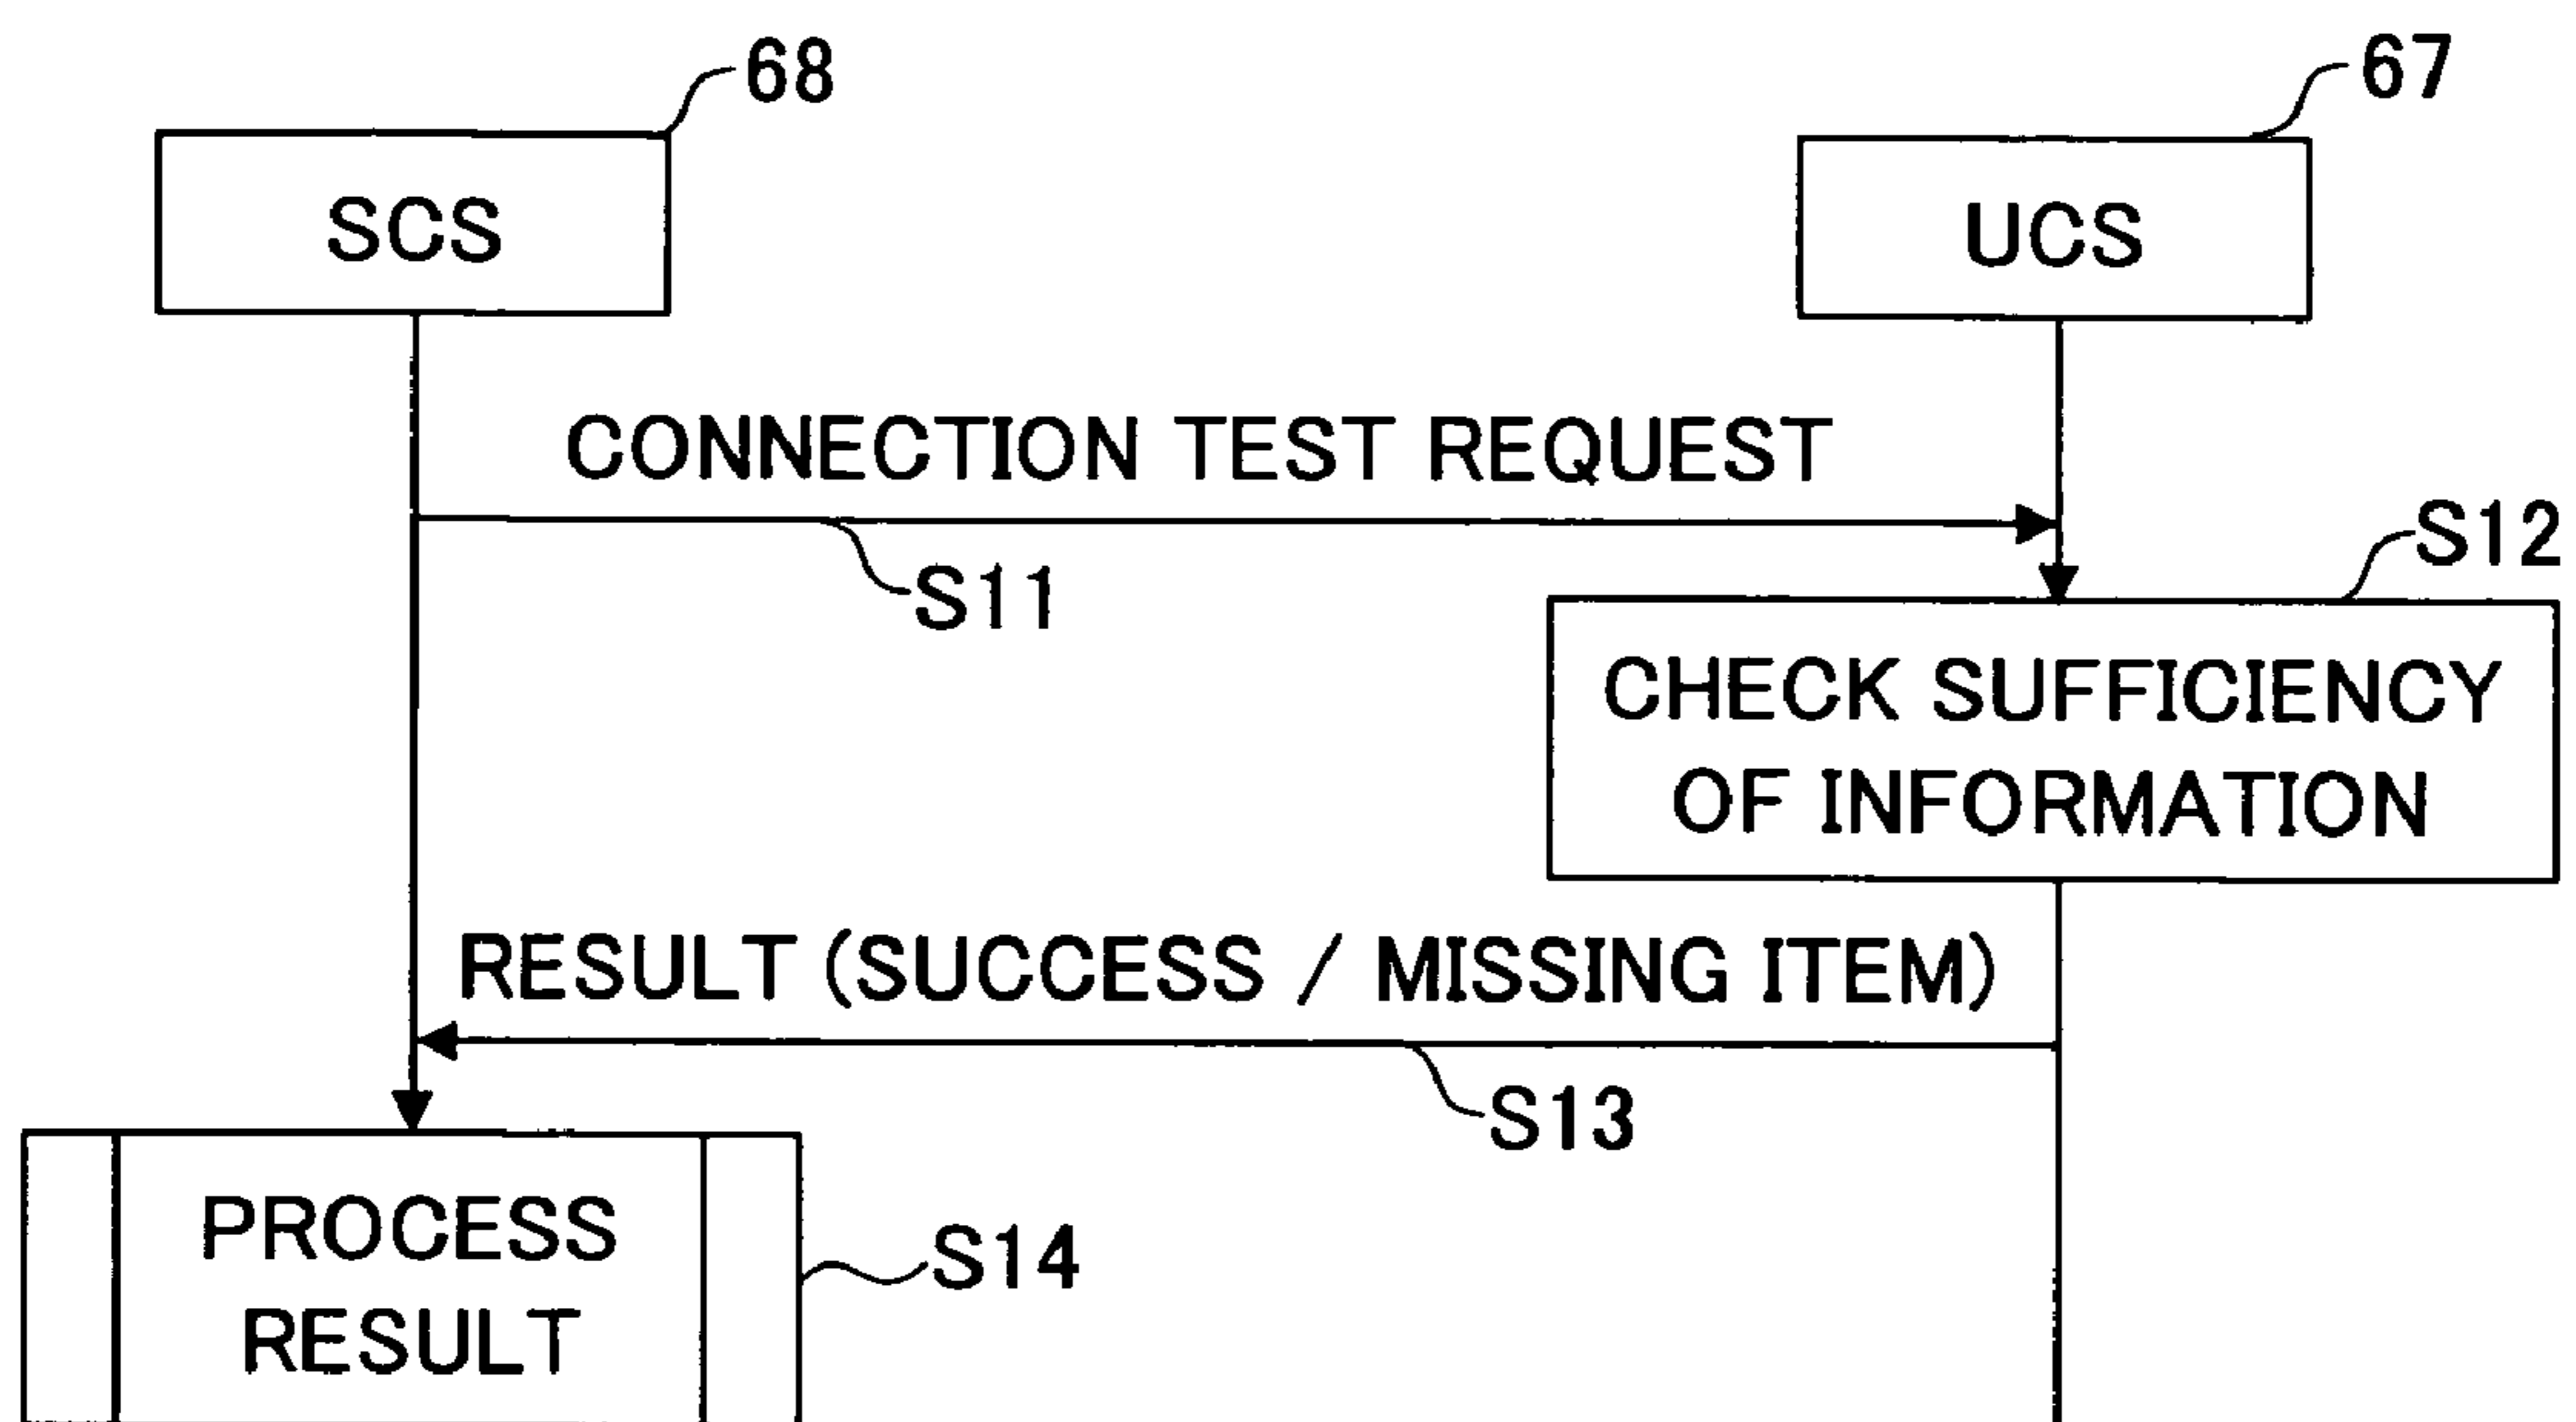 68
67
SCS
UCS
CONNECTION TEST REQUEST
S12
S11
CHECK SUFFICIENCY
OF INFORMATION
RESULT (SUCCESS / MISSING ITEM)
S13
PROCESS
RESULT
S14